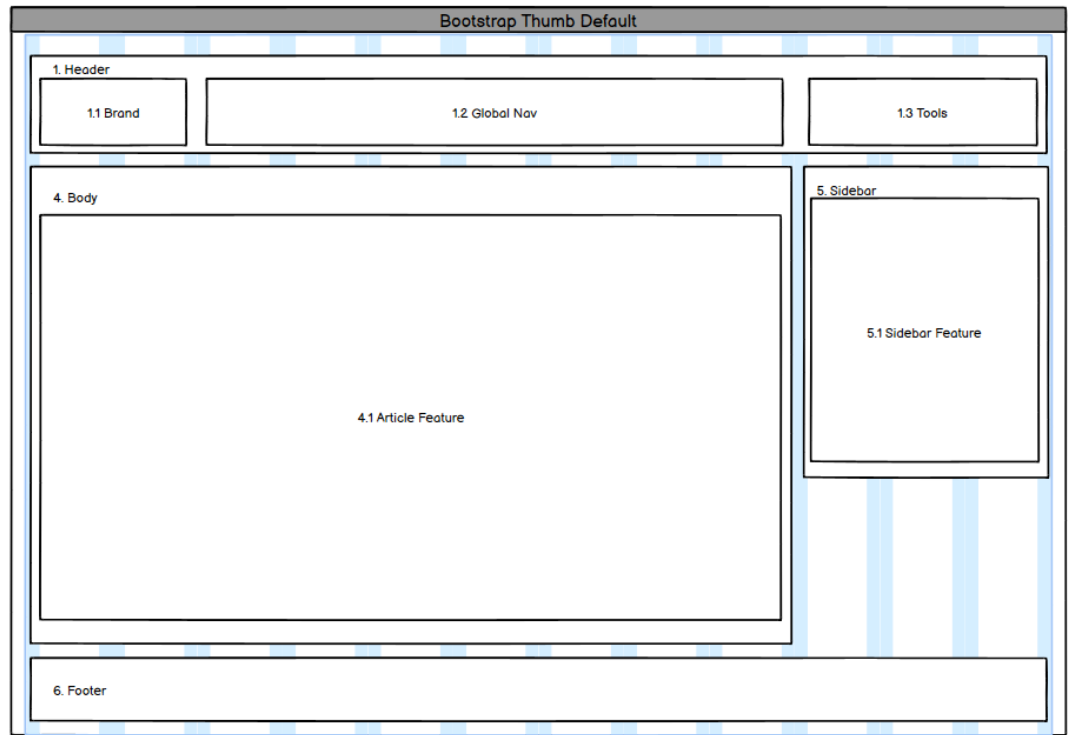 Bootstrap Thumb Default
1. Header
1.1 Brand
1.2 Global Nav
1.3 Tools
4. Body
5. Sidebar
5.1 Sidebar Feature
4.1 Article Feature
6. Footer